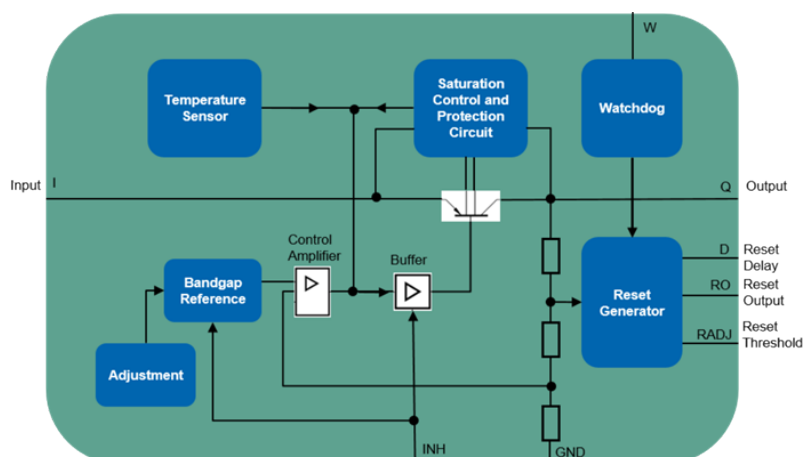 W
Temperature
Sensor
Saturation
Control and
Protection
Circuit
Watchdog
Input I
Q Output
Control
Amplifier
Buffer
Bandgap
Reference
Reset
Generator
D Reset
Delay
RO Reset
Output
RADJ Reset
Threshold
Adjustment
INH
GND